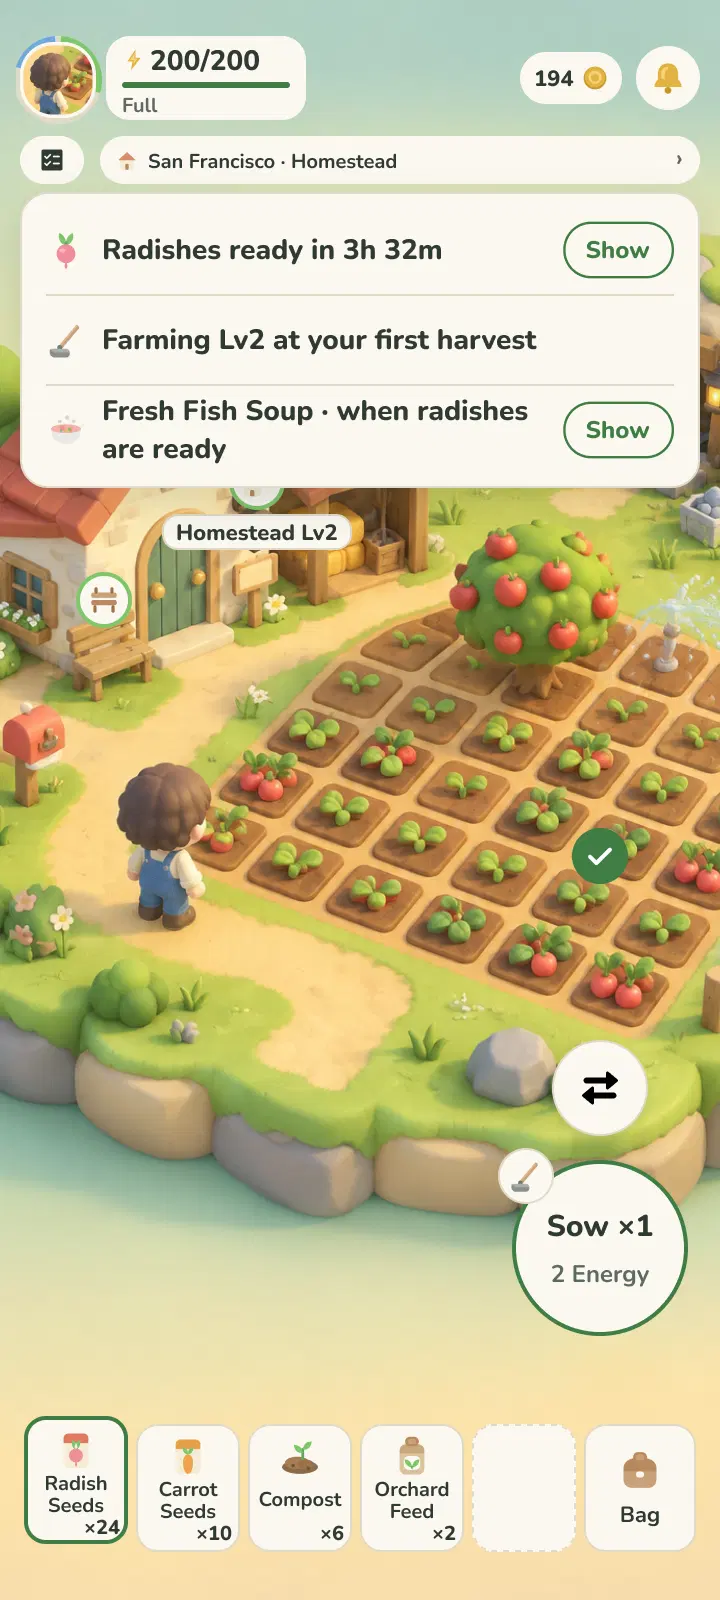 200/200
Full
194
San Francisco · Homestead
Radishes ready in 3h 32m
Show
Farming Lv2 at your first harvest
Fresh Fish Soup · when radishes
are ready
Show
Homestead Lv2
Sow ×1
2 Energy
Radish
Seeds
×24
Carrot
Seeds
×10
Compost
×6
Orchard
Feed
×2
Bag